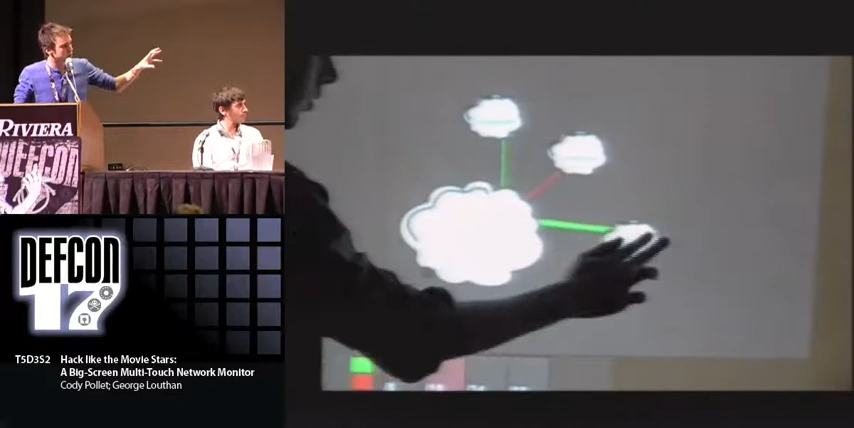 RIVIERA
DEFCON
DEFCON
17
T5D3S2 Hack like the Movie Stars:
A Big-Screen Multi-Touch Network Monitor
Cody Pollet; George Louthan